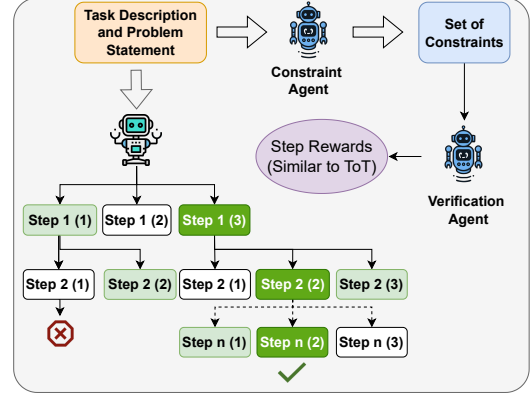 Task Description
and Problem
Statement
Constraint
Agent
Set of
Constraints
Step Rewards
(Similar to ToT)
Verification
Agent
Step 1 (1)
Step 1 (2)
Step 1 (3)
Step 2 (1)
Step 2 (2)
Step 2 (1)
Step 2 (2)
Step 2 (3)
Step n (1)
Step n (2)
Step n (3)